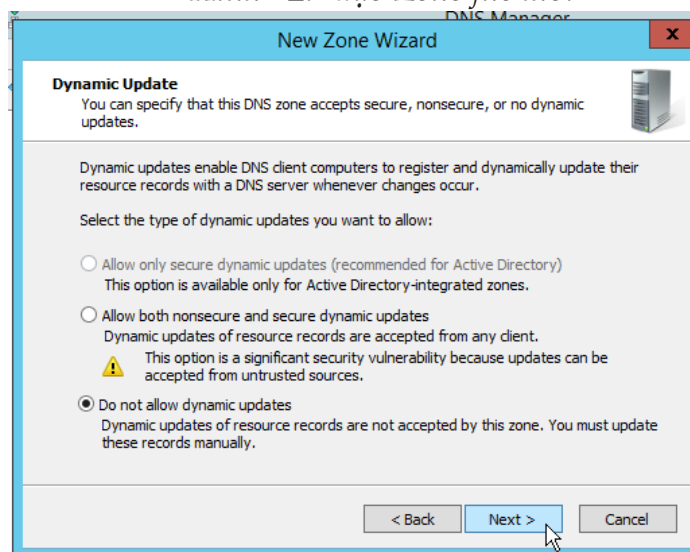 DNS Manager
New Zone Wizard
x
Dynamic Update
You can specify that this DNS zone accepts secure, nonsecure, or no dynamic
updates.
Dynamic updates enable DNS client computers to register and dynamically update their
resource records with a DNS server whenever changes occur.
Select the type of dynamic updates you want to allow:
Allow only secure dynamic updates (recommended for Active Directory)
This option is available only for Active Directory-integrated zones.
Allow both nonsecure and secure dynamic updates
Dynamic updates of resource records are accepted from any client.
This option is a significant security vulnerability because updates can be
accepted from untrusted sources.
Do not allow dynamic updates
Dynamic updates of resource records are not accepted by this zone. You must update
these records manually.
< Back
Next >
Cancel